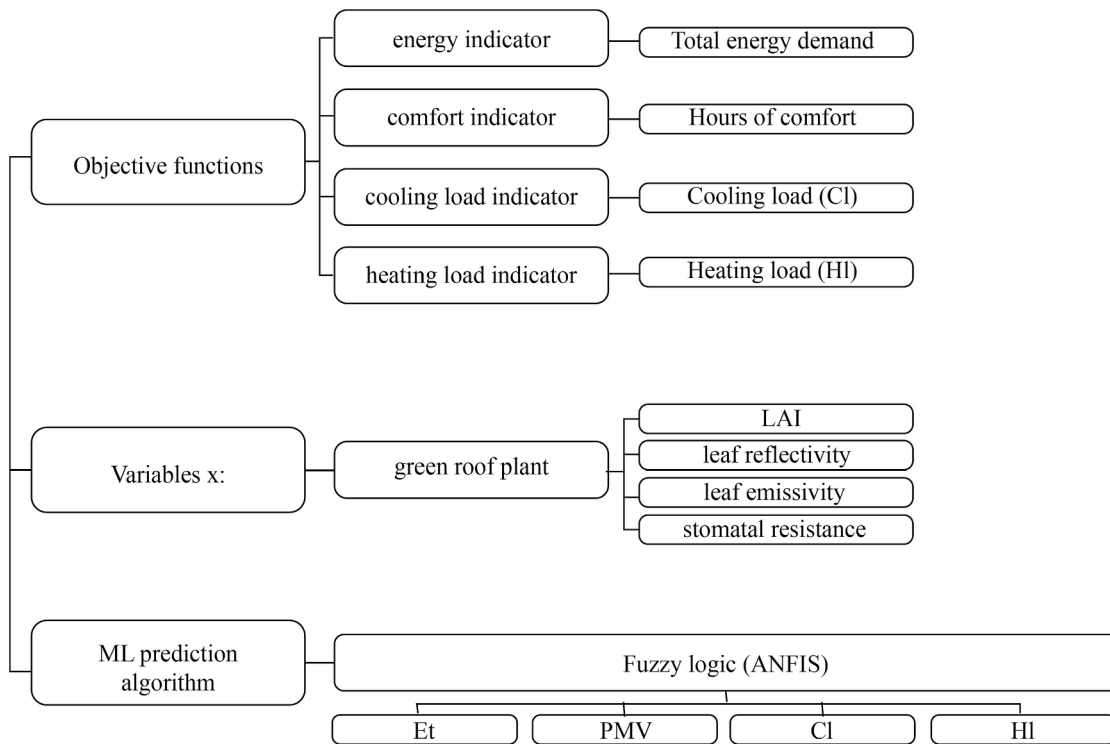 energy indicator
Total energy demand
comfort indicator
Hours of comfort
Objective functions
cooling load indicator
Cooling load (Cl)
heating load indicator
Heating load (Hl)
Variables x:
green roof plant
LAI
leaf reflectivity
leaf emissivity
stomatal resistance
ML prediction
algorithm
Fuzzy logic (ANFIS)
Et
PMV
Cl
Hl